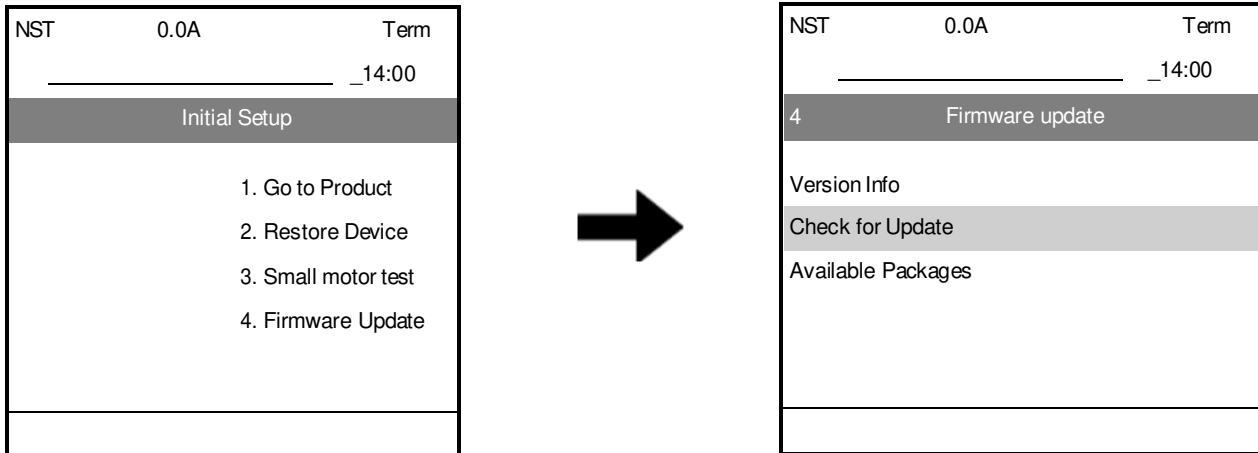 NST 0.0A Term
_14:00
Initial Setup
1. Go to Product
2. Restore Device
3. Small motor test
4. Firmware Update
NST 0.0A Term
_14:00
4 Firmware update
Version Info
Check for Update
Available Packages